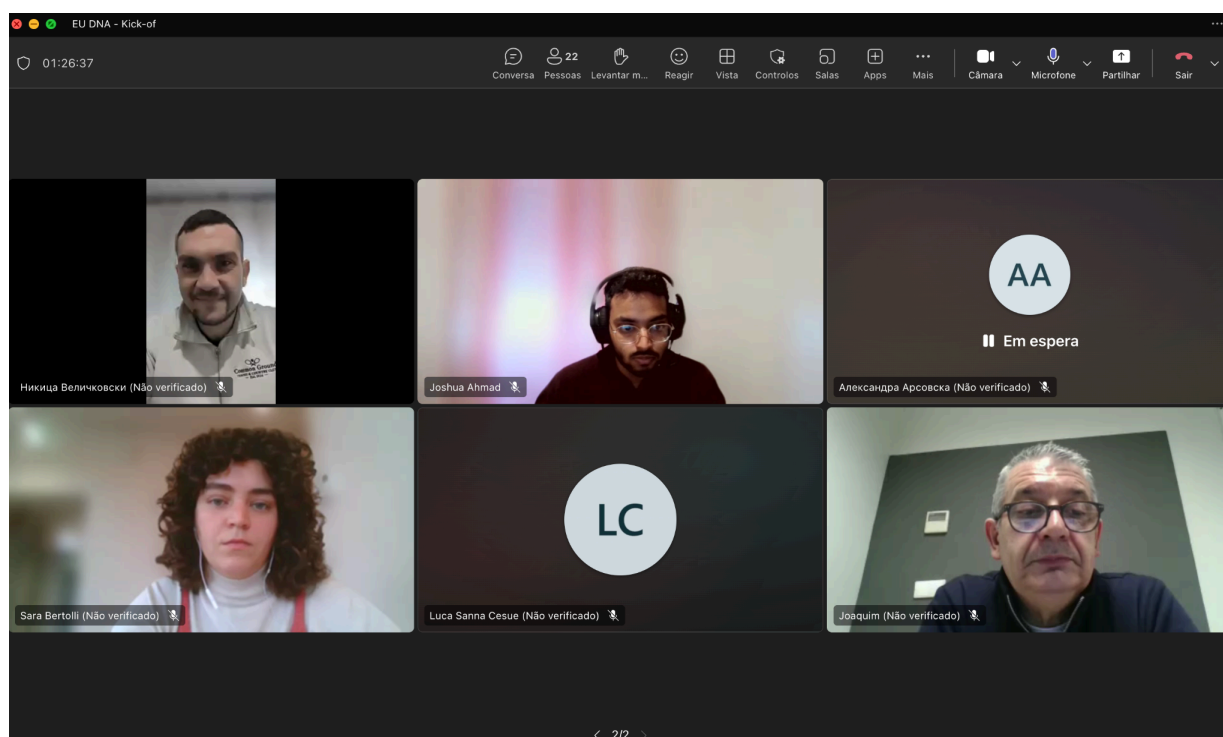 EU DNA - Kick-of
01:26:37
Conversa
22
Pessoas
Levantar m...
Reagir
Vista
Controlos
Salas
Apps
Mais
Câmara
Microfone
Partilhar
Sair
Common Ground
Никица Величковски (Não verificado)
Joshua Ahmad
AA
Em espera
Александра Арсовска (Não verificado)
Sara Bertolli (Não verificado)
LC
Luca Sanna Cesue (Não verificado)
Joaquim (Não verificado)
2/2